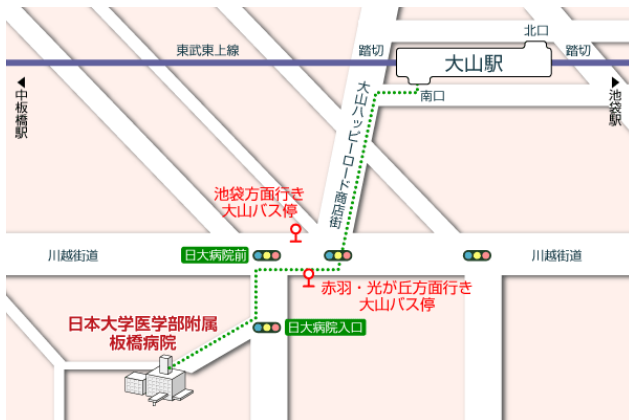 北口
東武東上線
踏切
大山駅
踏切
中板橋駅
南口
池袋駅
大山ハッピーロード商店街
池袋方面行き
大山バス停
川越街道
日大病院前
川越街道
赤羽・光が丘方面行き
大山バス停
日本大学医学部附属
板橋病院
日大病院入口